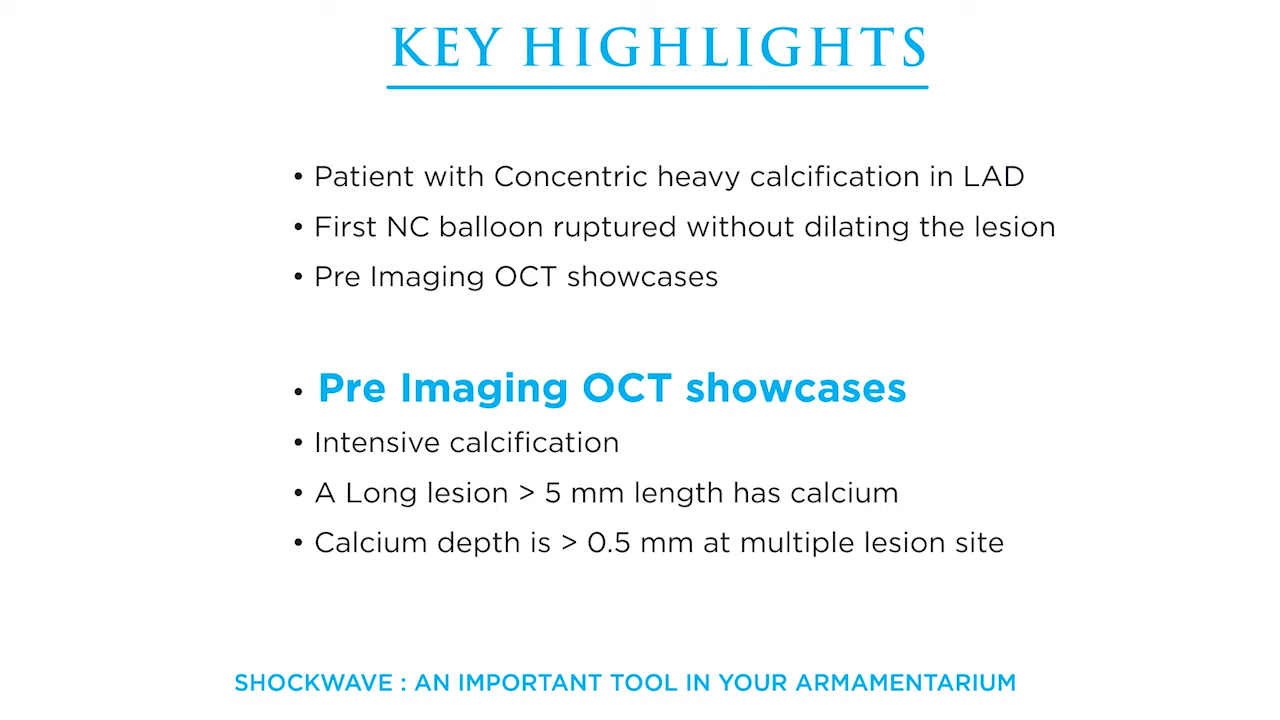 KEY HIGHLIGHTS
• Patient with Concentric heavy calcification in LAD
• First NC balloon ruptured without dilating the lesion
• Pre Imaging OCT showcases
• Pre Imaging OCT showcases
• Intensive calcification
• A Long lesion > 5 mm length has calcium
• Calcium depth is > 0.5 mm at multiple lesion site
SHOCKWAVE : AN IMPORTANT TOOL IN YOUR ARMAMENTARIUM